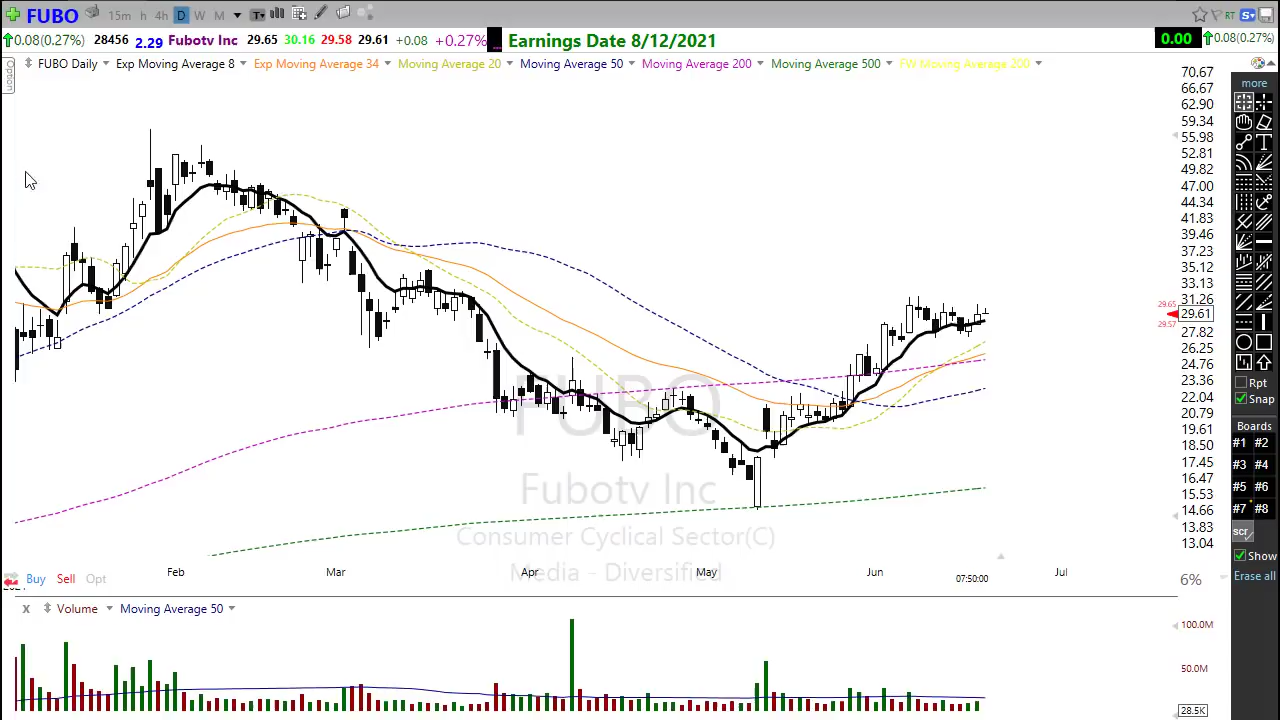 FUBO 15m h 4h D W M T
0.08(0.27%) 28456 2.29 Fubotv Inc 29.65 30.16 29.58 29.61 +0.08 +0.27% Earnings Date 8/12/2021 0.00 0.08(0.27%)
RT S
Option
FUBO Daily Exp Moving Average 8 Exp Moving Average 34 Moving Average 20 Moving Average 50 Moving Average 200 Moving Average 500 FW Moving Average 200
70.67
66.67
62.90
59.34
55.98
52.81
49.82
47.00
44.34
41.83
39.46
37.23
35.12
33.13
31.26
29.65
29.61
29.57
27.82
26.25
24.76
23.36
22.04
20.79
19.61
18.50
17.45
16.47
15.53
14.66
13.83
13.04
more
T
Rpt
Snap
Boards
#1 #2
#3 #4
#5 #6
#7 #8
scr
Show
Erase all
FUBO
Fubotv Inc
Consumer Cyclical Sector(C)
Media - Diversified
Feb Mar Apr May Jun Jul
07:50:00
Buy Sell Opt
6%
X Volume Moving Average 50
100.0M
50.0M
28.5K